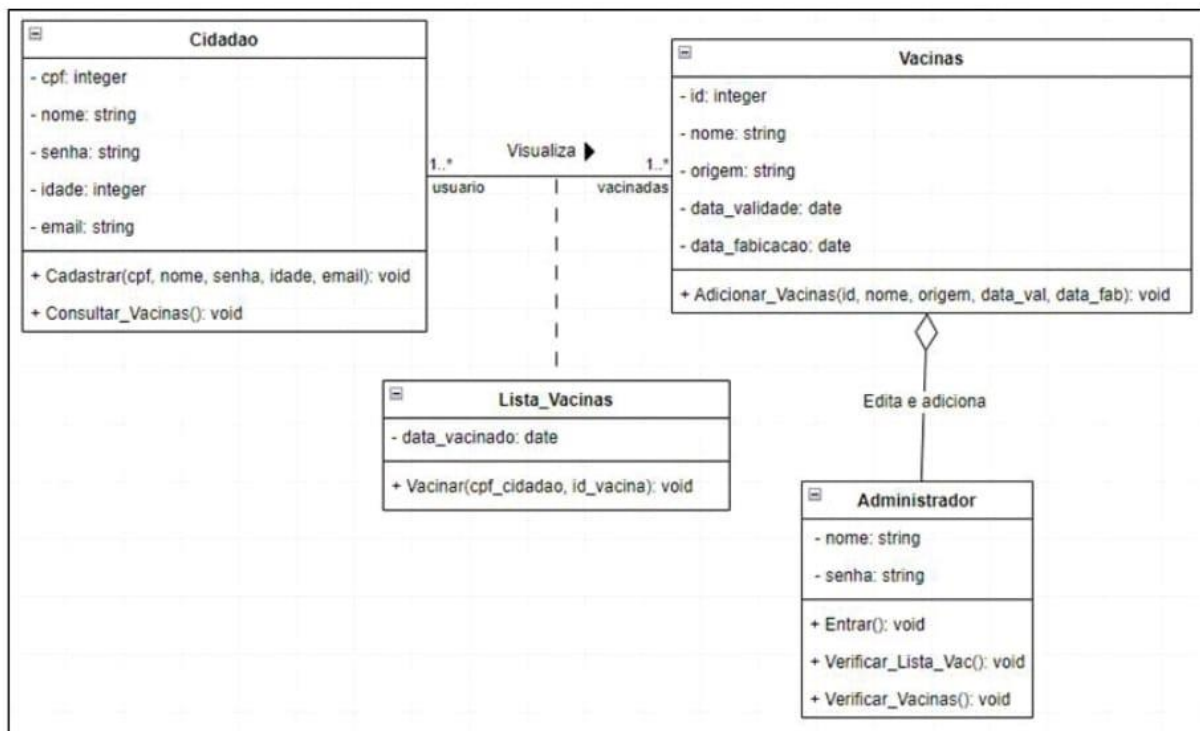 Cidadao
- cpf: integer
- nome: string
- senha: string
- idade: integer
- email: string
+ Cadastrar(cpf, nome, senha, idade, email): void
+ Consultar_Vacinas(): void
Visualiza
1..*
1..*
usuario
vacinadas
Vacinas
- id: integer
- nome: string
- origem: string
- data_validade: date
- data_fabicacao: date
+ Adicionar_Vacinas(id, nome, origem, data_val, data_fab): void
Lista_Vacinas
- data_vacinado: date
+ Vacinar(cpf_cidadao, id_vacina): void
Edita e adiciona
Administrador
- nome: string
- senha: string
+ Entrar(): void
+ Verificar_Lista_Vac(): void
+ Verificar_Vacinas(): void